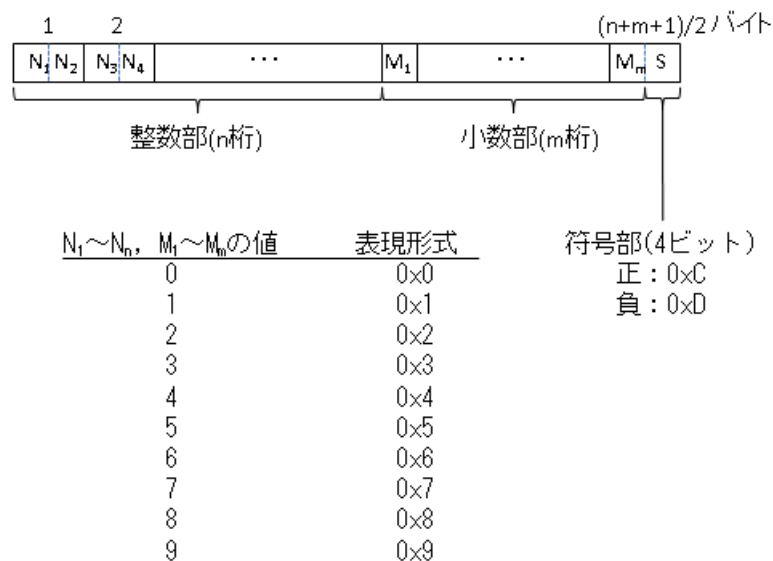 1 2 (n+m+1)/2 バイト
N₁ N₂ N₃ N₄ ... M₁ ... Mₘ S
整数部(n桁) 小数部(m桁)
N₁～Nₙ, M₁～Mₘの値 表現形式 符号部(4ビット)
0 0x0 正：0xC
1 0x1 負：0xD
2 0x2
3 0x3
4 0x4
5 0x5
6 0x6
7 0x7
8 0x8
9 0x9